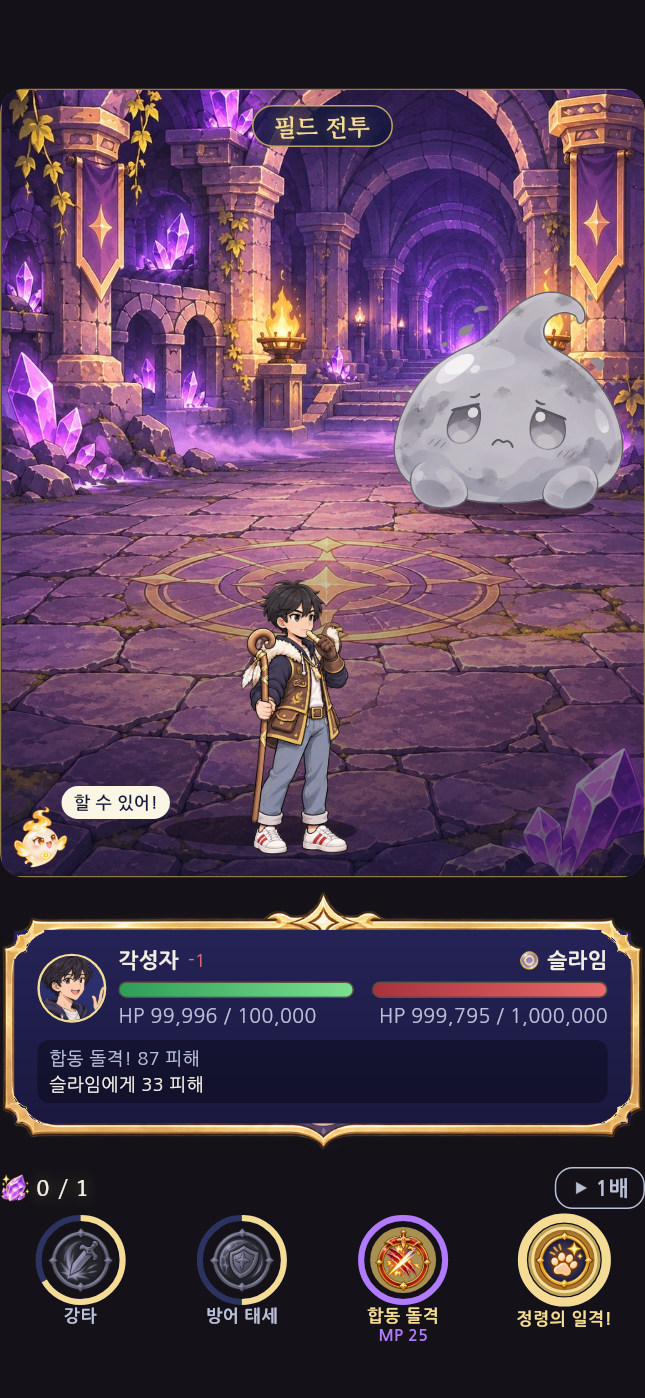 필드 전투
할 수 있어!
각성자 -1
슬라임
HP 99,996 / 100,000
HP 999,795 / 1,000,000
합동 돌격! 87 피해
슬라임에게 33 피해
0 / 1
▶ 1배
강타
방어 태세
합동 돌격
MP 25
정령의 일격!